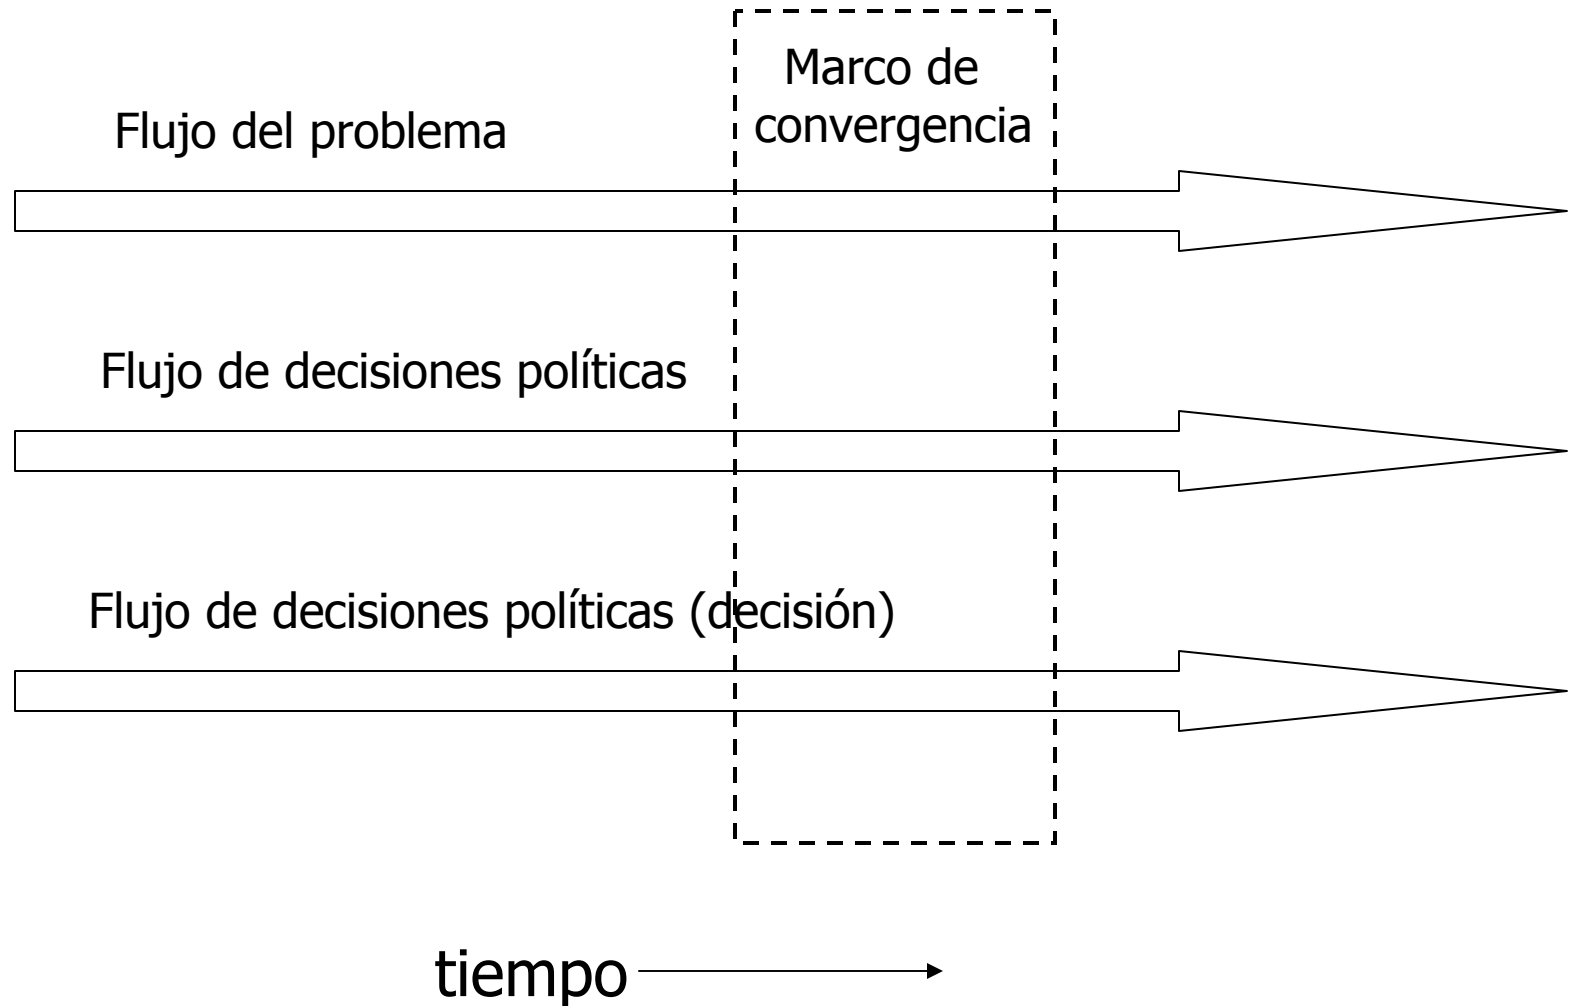 Marco de
convergencia
Flujo del problema
Flujo de decisiones políticas
Flujo de decisiones políticas (decisión)
tiempo